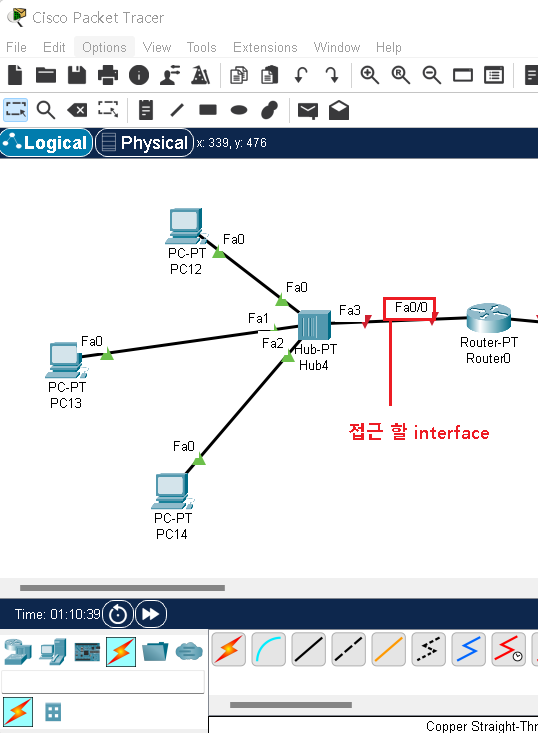 Cisco Packet Tracer
File Edit Options View Tools Extensions Window Help
Logical Physical x: 339, y: 476
Fa0
PC-PT
PC12
Fa0
Fa3
Fa0/0
Fa1
Fa0
Fa2
Hub-PT
Hub4
Router-PT
Router0
PC-PT
PC13
접근 할 interface
Fa0
PC-PT
PC14
Time: 01:10:39
Copper Straight-Thr